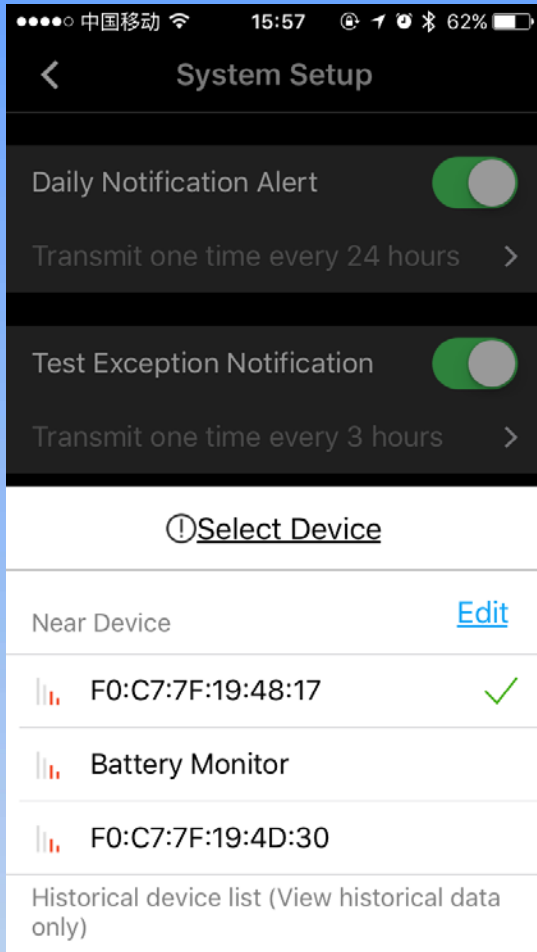 中国移动 15:57 62%
System Setup
Daily Notification Alert
Transmit one time every 24 hours
Test Exception Notification
Transmit one time every 3 hours
Select Device
Near Device Edit
F0:C7:7F:19:48:17
Battery Monitor
F0:C7:7F:19:4D:30
Historical device list (View historical data
only)